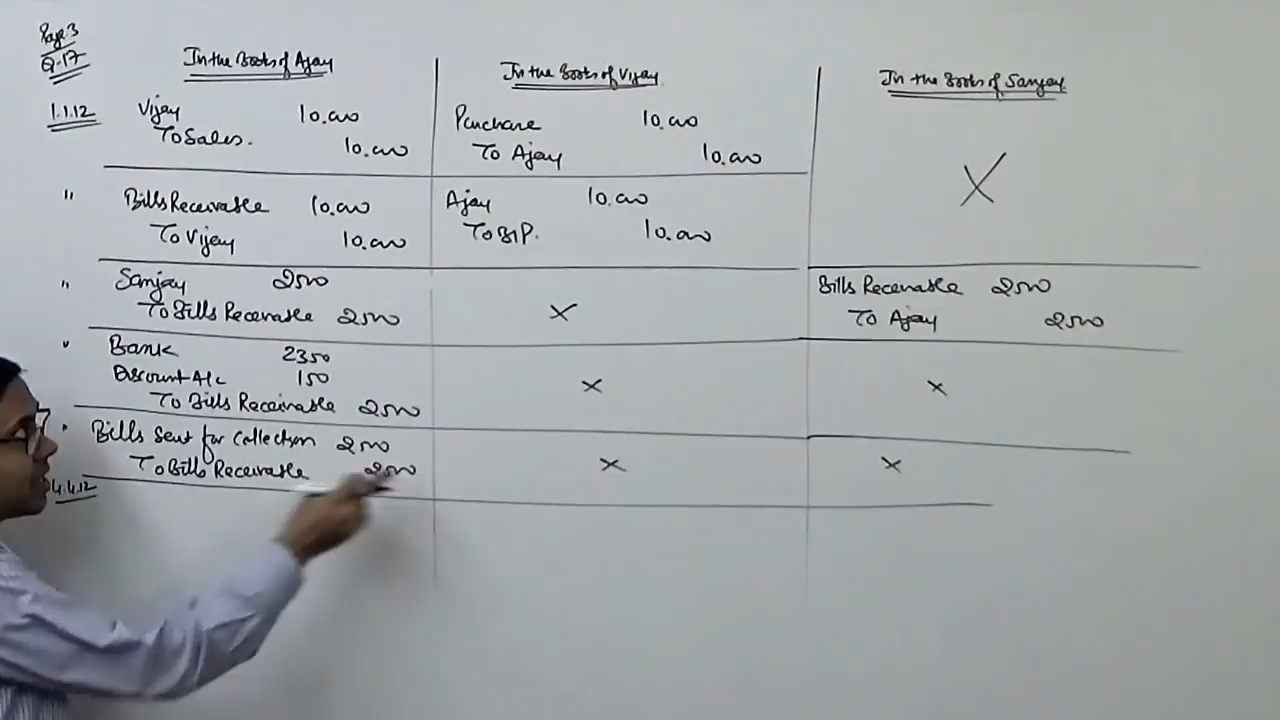 Page.3
Q.17
In the Books of Ajay
In the Books of Vijay
In the Books of Sanjay
1.1.12
Vijay 10,000
To Sales. 10,000
Purchase 10,000
To Ajay 10,000
X
"
Bills Receivable 10,000
To Vijay 10,000
Ajay 10,000
To B/P. 10,000
"
Sanjay 2500
To Bills Receivable 2500
X
Bills Receivable 2500
To Ajay 2500
"
Bank 2350
Discount A/c 150
To Bills Receivable 2500
X
X
"
Bills Sent for Collection 2500
To Bills Receivable 2500
X
X
4.4.12